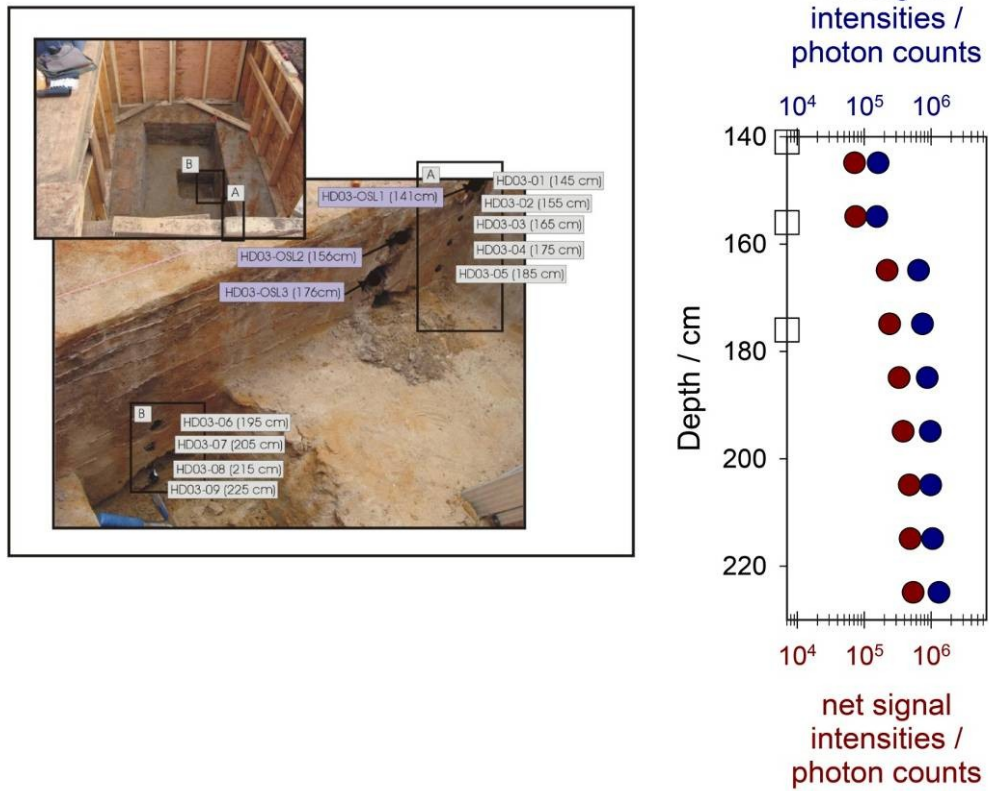 B
A
A
HD03-OSL1 (141cm)
HD03-01 (145 cm)
HD03-02 (155 cm)
HD03-03 (165 cm)
HD03-OSL2 (156cm)
HD03-04 (175 cm)
HD03-05 (185 cm)
HD03-OSL3 (176cm)
B
HD03-06 (195 cm)
HD03-07 (205 cm)
HD03-08 (215 cm)
HD03-09 (225 cm)
intensities /
photon counts
10⁴ 10⁵ 10⁶
140
160
180
200
220
Depth / cm
10⁴ 10⁵ 10⁶
net signal
intensities /
photon counts